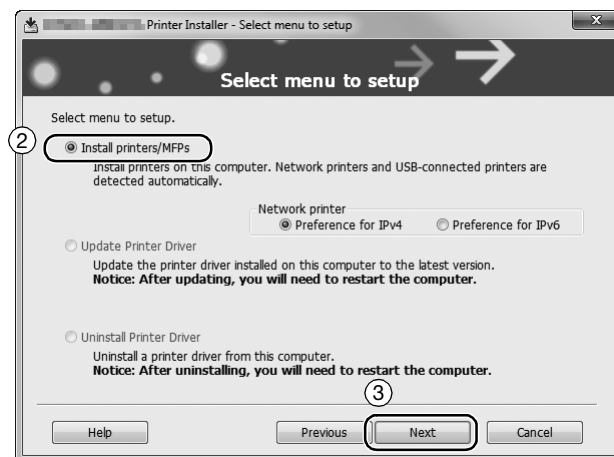 Printer Installer - Select menu to setup
Select menu to setup
Select menu to setup.
2
Install printers/MFPs
Install printers on this computer. Network printers and USB-connected printers are
detected automatically.
Network printer
Preference for IPv4 Preference for IPv6
Update Printer Driver
Update the printer driver installed on this computer to the latest version.
Notice: After updating, you will need to restart the computer.
Uninstall Printer Driver
Uninstall a printer driver from this computer.
Notice: After uninstalling, you will need to restart the computer.
3
Help Previous Next Cancel